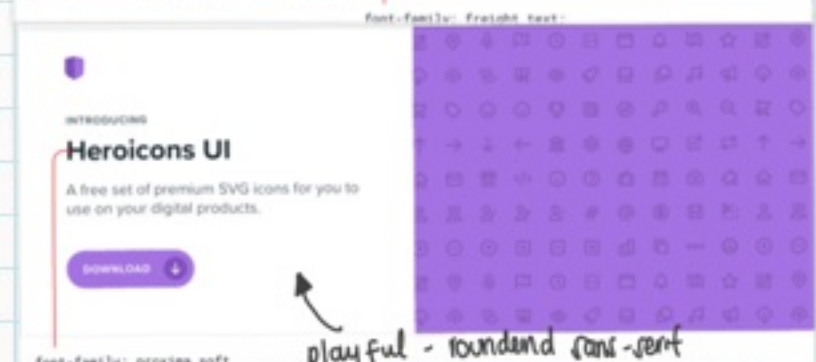 font-family: freight text;
INTRODUCING
Heroicons UI
A free set of premium SVG icons for you to
use on your digital products.
DOWNLOAD
font-family: proxima soft
playful - roundend sans-serif